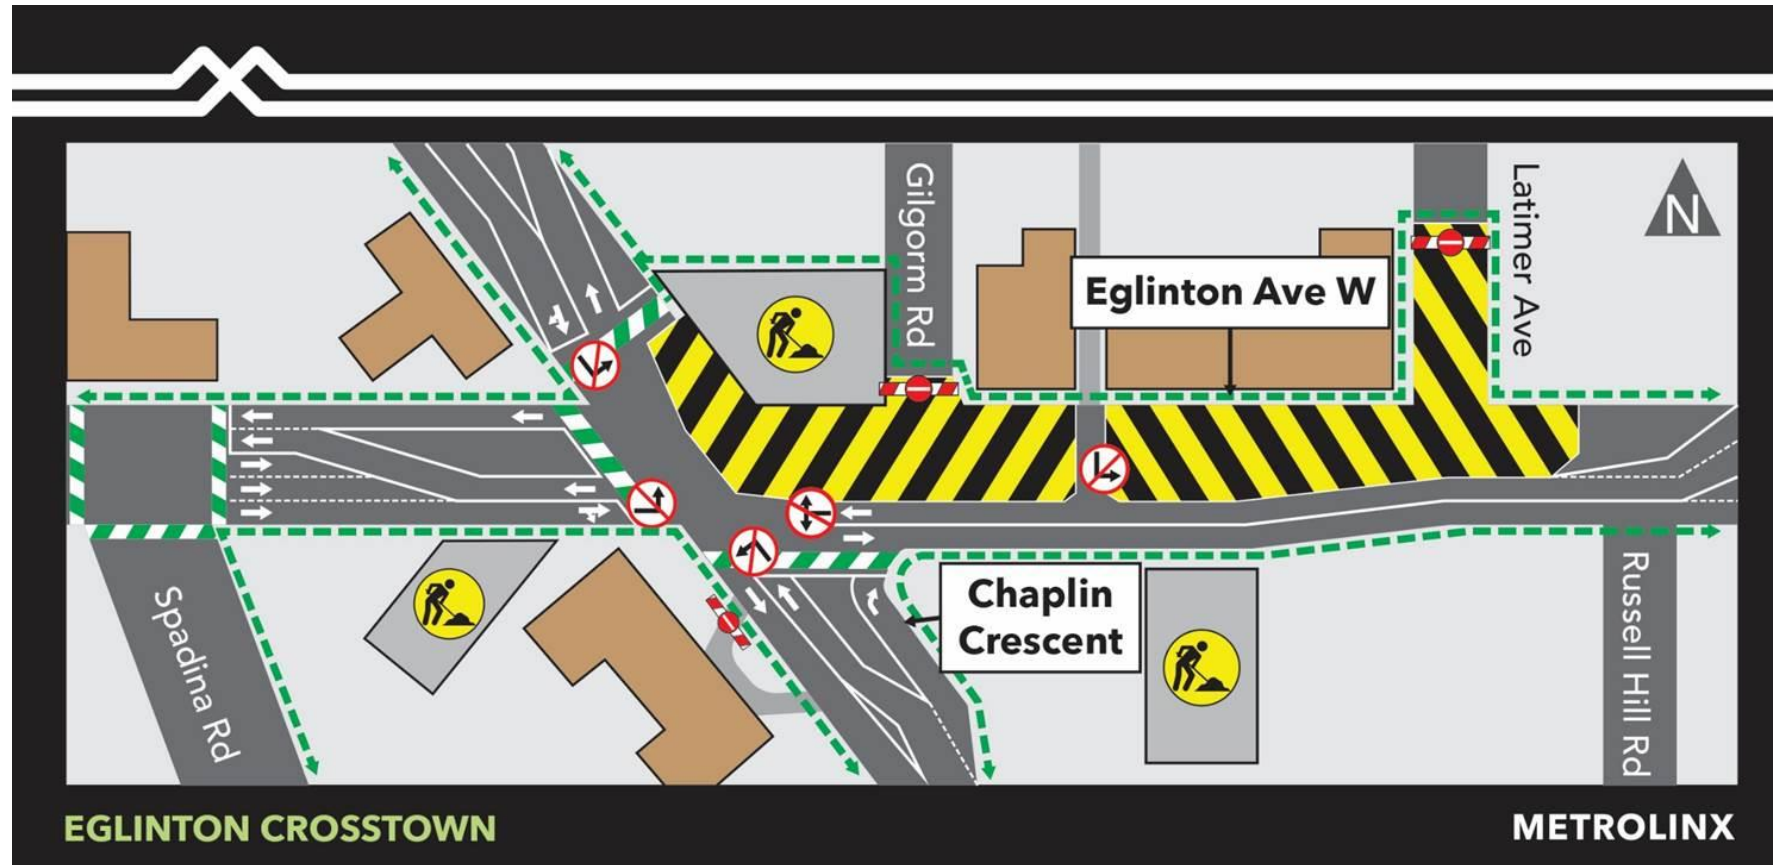 Gilgorm Rd
Latimer Ave
N
Eglinton Ave W
Chaplin
Crescent
Spadina Rd
Russell Hill Rd
EGLINTON CROSSTOWN
METROLINX